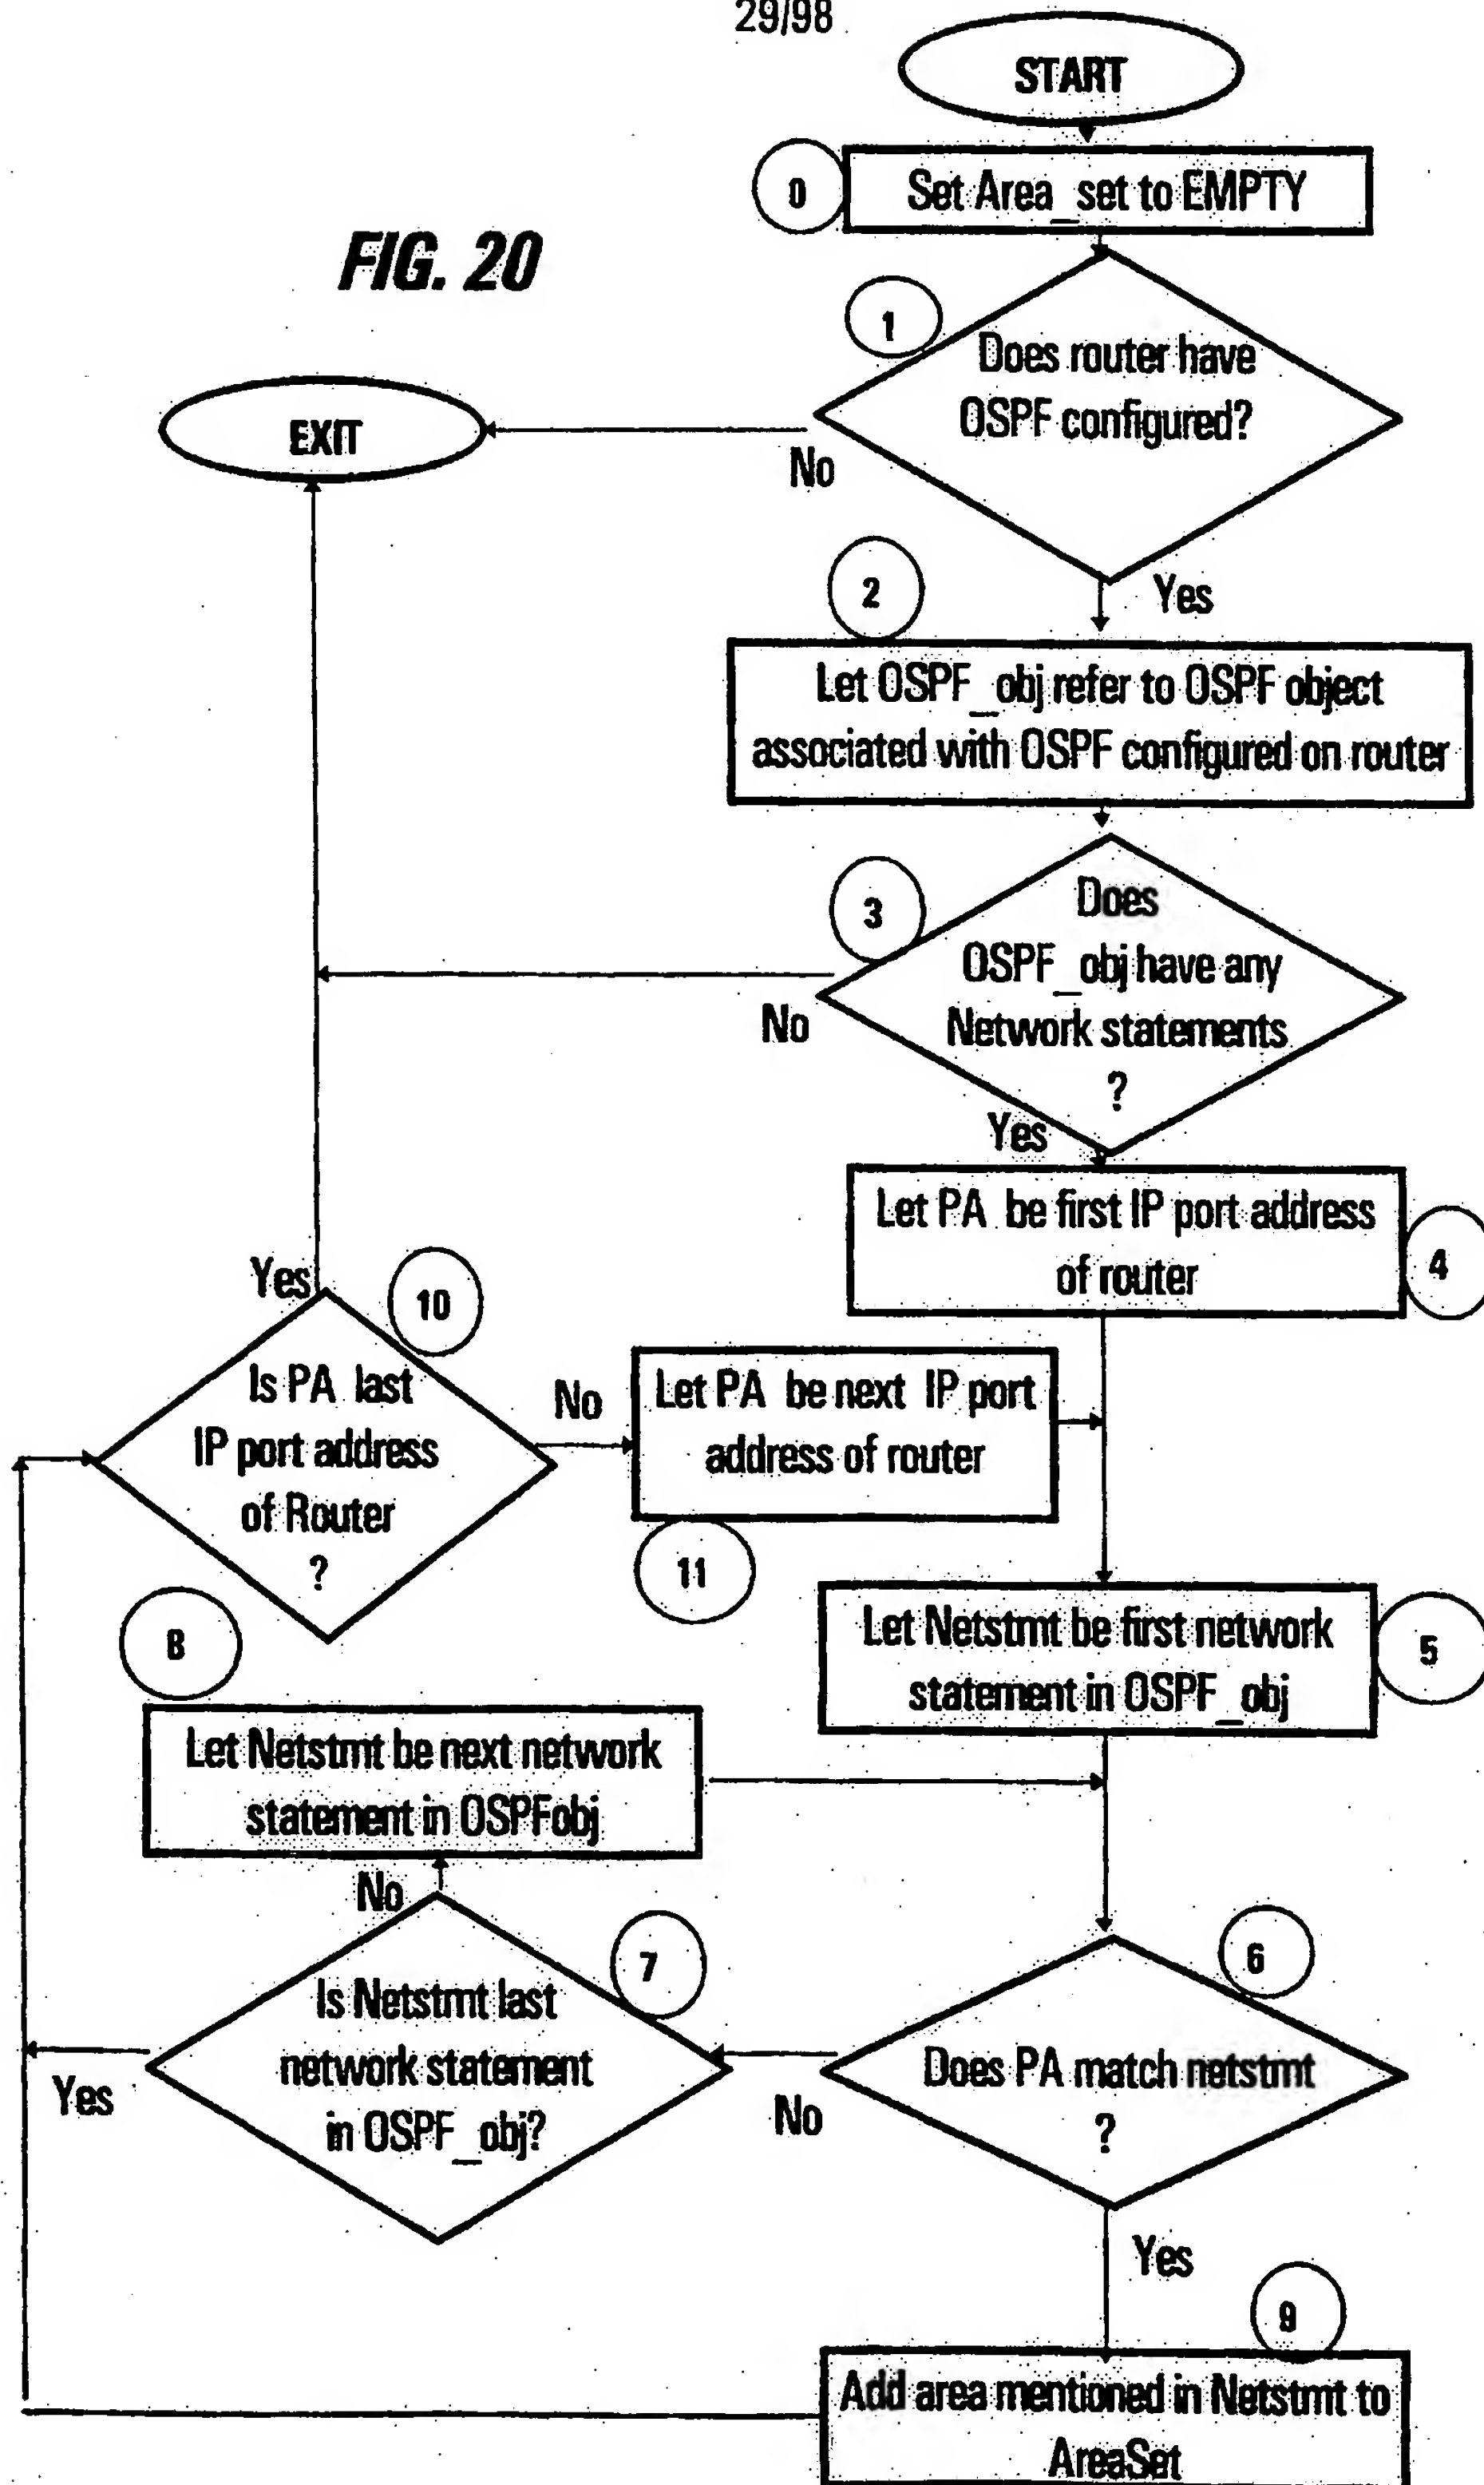 29/98
START
0
Set Area_set to EMPTY
FIG. 20
1
Does router have
OSPF configured?
EXIT
No
2
Yes
Let OSPF_obj refer to OSPF object
associated with OSPF configured on router
3
Does
OSPF_obj have any
Network statements
?
No
Yes
Let PA be first IP port address
of router
4
Yes
10
Is PA last
IP port address
of Router
?
No
Let PA be next IP port
address of router
11
8
Let Netstmt be first network
statement in OSPF_obj
5
Let Netstmt be next network
statement in OSPFobj
No
7
6
Is Netstmt last
network statement
in OSPF_obj?
Yes
Does PA match netstmt
?
No
Yes
9
Add area mentioned in Netstmt to
AreaSet